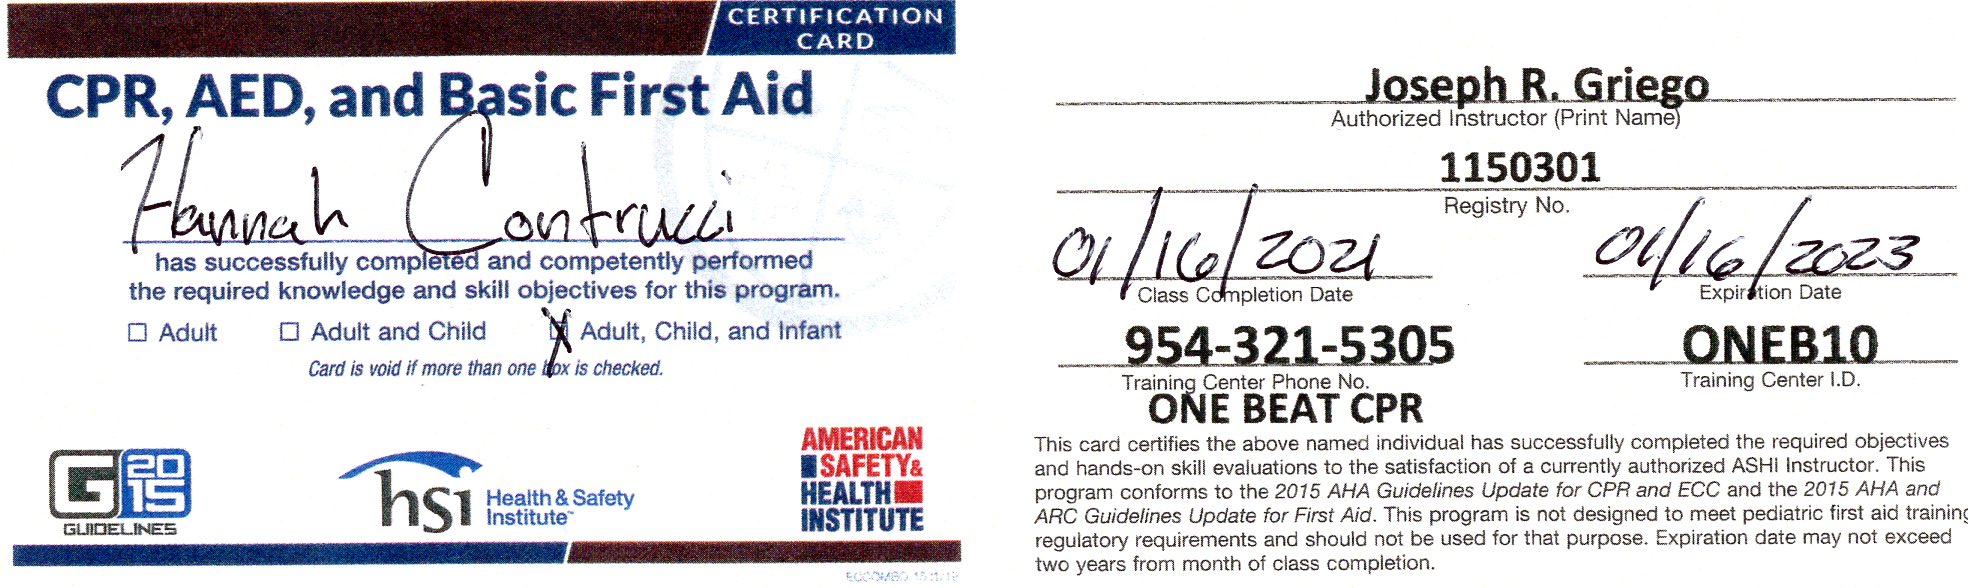 CERTIFICATION
CARD
CPR, AED, and Basic First Aid
Hannah Contrucci
has successfully completed and competently performed
the required knowledge and skill objectives for this program.
☐ Adult ☐ Adult and Child ☒ Adult, Child, and Infant
Card is void if more than one box is checked.
G 2015
GUIDELINES
hsi Health & Safety
Institute™
AMERICAN
SAFETY&
HEALTH
INSTITUTE
Joseph R. Griego
Authorized Instructor (Print Name)
1150301
Registry No.
01/16/2021 01/16/2023
Class Completion Date Expiration Date
954-321-5305 ONEB10
Training Center Phone No. Training Center I.D.
ONE BEAT CPR
This card certifies the above named individual has successfully completed the required objectives
and hands-on skill evaluations to the satisfaction of a currently authorized ASHI Instructor. This
program conforms to the 2015 AHA Guidelines Update for CPR and ECC and the 2015 AHA and
ARC Guidelines Update for First Aid. This program is not designed to meet pediatric first aid training
regulatory requirements and should not be used for that purpose. Expiration date may not exceed
two years from month of class completion.